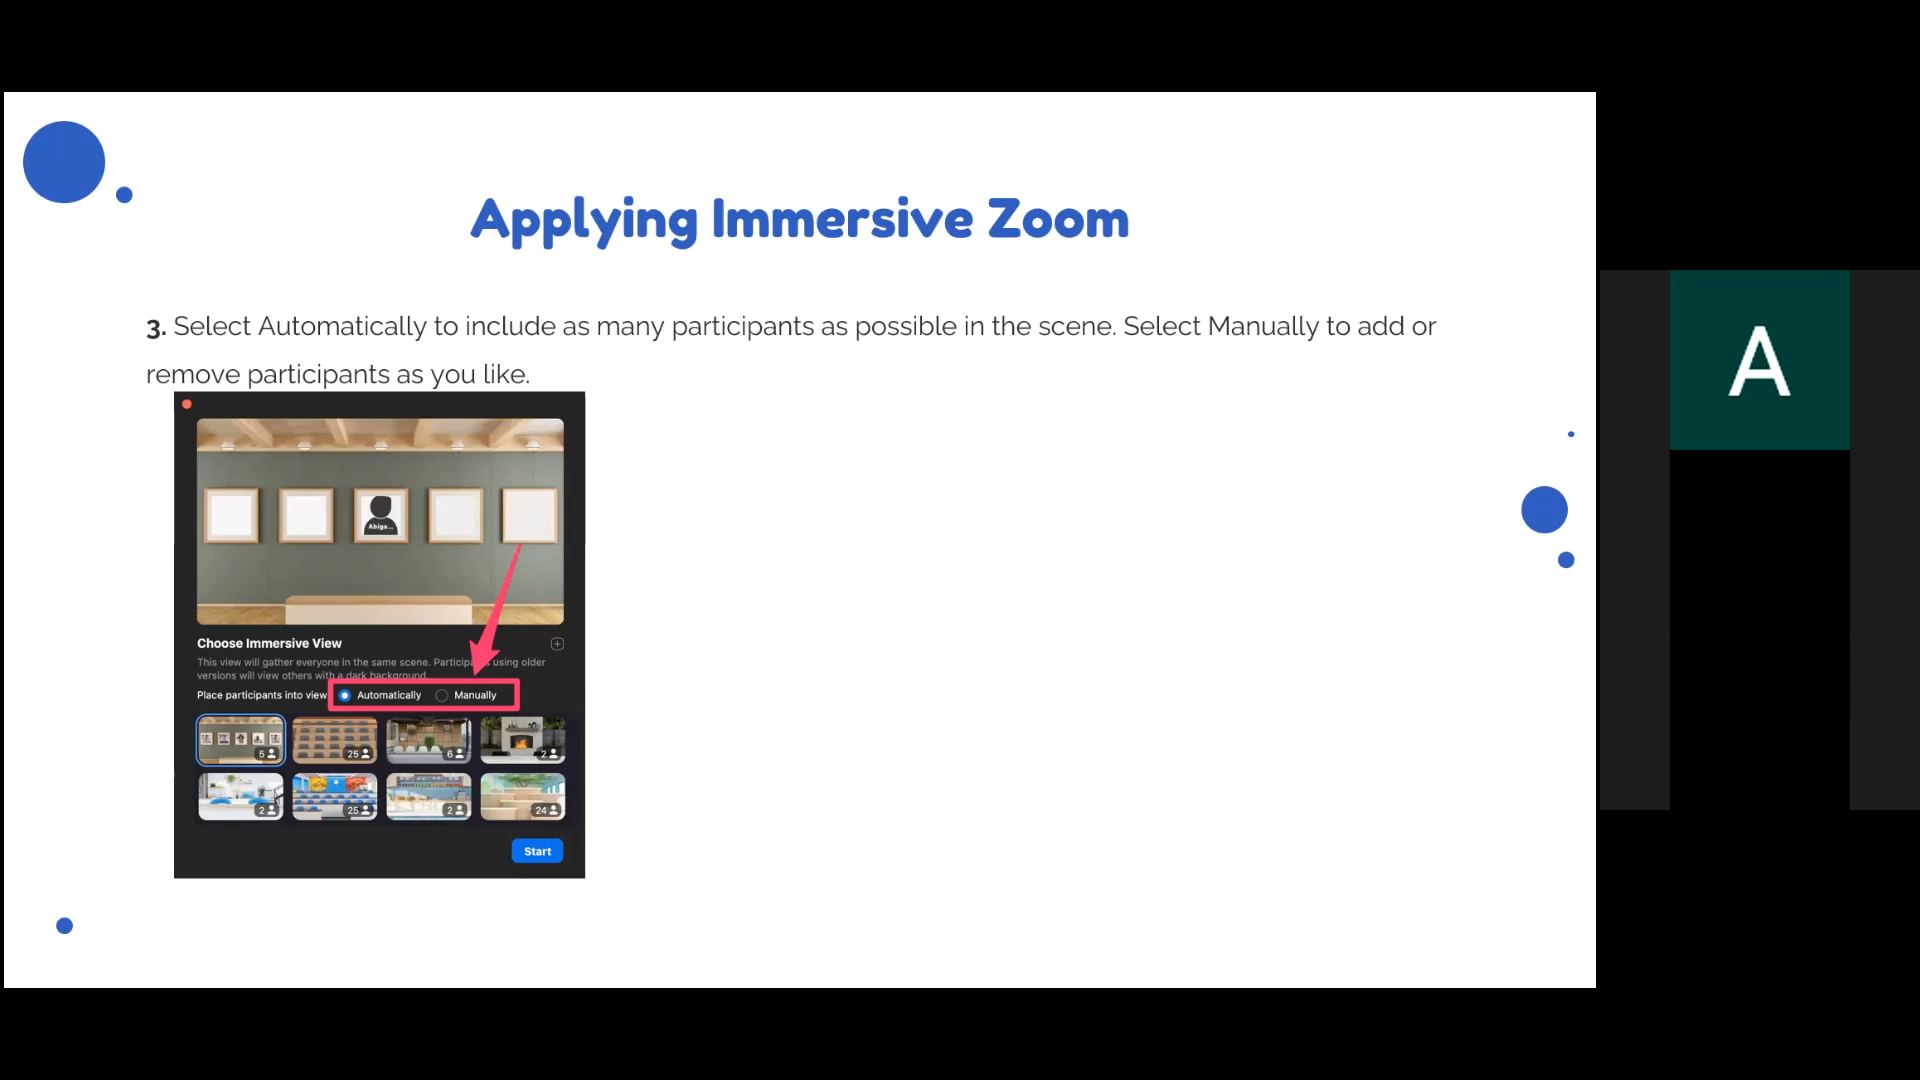 Applying Immersive Zoom
3. Select Automatically to include as many participants as possible in the scene. Select Manually to add or
remove participants as you like.
A
Abiga...
Choose Immersive View
This view will gather everyone in the same scene. Participants using older
versions will view others with a dark background.
Place participants into view
Automatically
Manually
5
25
6
2
2
25
2
24
Start